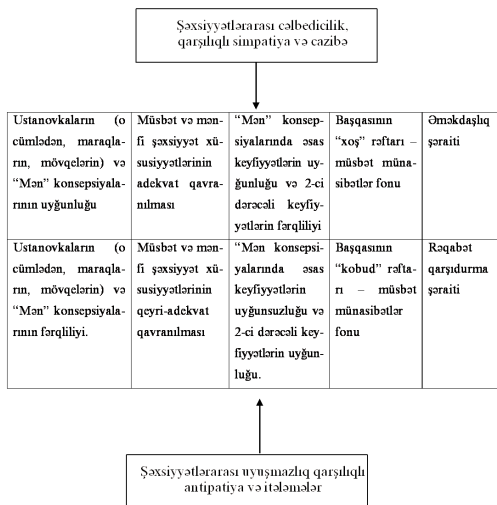 Şəxsiyyətlərarası cəlbedicilik,
qarşılıqlı simpatiya və cazibə
Ustanovkaların (o
cümlədən, maraqla-
rın, mövqelərin) və
“Mən” konsepsiyala-
rının uyğunluğu
Müsbət və mən-
fi şəxsiyyət xü-
susiyyətlərinin
adekvat qavra-
nılması
“Mən” konsep-
siyalarında əsas
keyfiyyətlərin uy-
ğunluğu və 2-ci
dərəcəli keyfiy-
yətlərin fərqliliyi
Başqasının
“xoş” rəftarı –
müsbət müna-
sibətlər fonu
Əməkdaşlıq
şəraiti
Ustanovkaların (o
cümlədən, maraqla-
rın, mövqelərin) və
“Mən” konsepsiyala-
rının fərqliliyi.
Müsbət və mən-
fi şəxsiyyət xü-
susiyyətlərinin
qeyri-adekvat
qavranılması
“Mən konsepsi-
yalarında əsas
keyfiyyətlərin
uyğunsuzluğu və
2-ci dərəcəli key-
fiyyətlərin uyğun-
luğu.
Başqasının
“kobud” rəfta-
rı – müsbət
münasibətlər
fonu
Rəqabət
qarşıdurma
şəraiti
Şəxsiyyətlərarası uyuşmazlıq qarşılıqlı
antipatiya və itələmələr